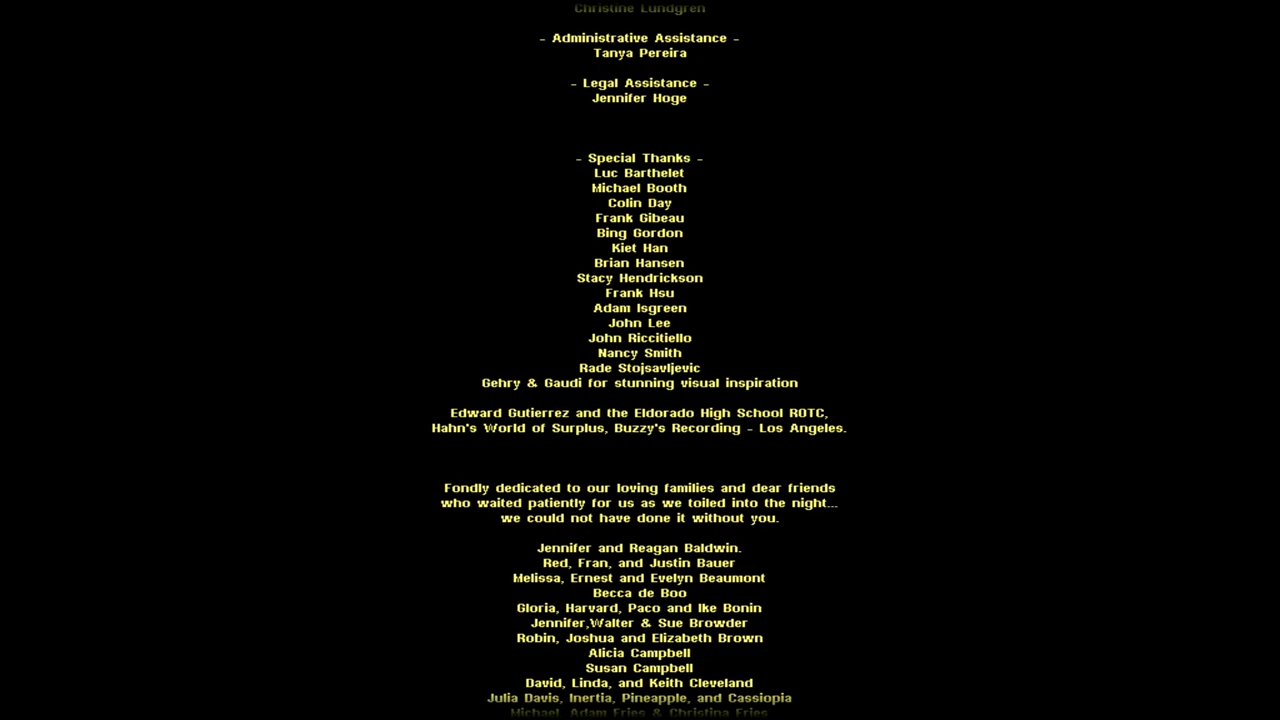 Christine Lundgren
- Administrative Assistance -
Tanya Pereira
- Legal Assistance -
Jennifer Hoge
- Special Thanks -
Luc Barthelet
Michael Booth
Colin Day
Frank Gibeau
Bing Gordon
Kiet Han
Brian Hansen
Stacy Hendrickson
Frank Hsu
Adam Isgreen
John Lee
John Riccitiello
Nancy Smith
Rade Stojsavljevic
Gehry & Gaudi for stunning visual inspiration
Edward Gutierrez and the Eldorado High School ROTC,
Hahn's World of Surplus, Buzzy's Recording - Los Angeles.
Fondly dedicated to our loving families and dear friends
who waited patiently for us as we toiled into the night...
we could not have done it without you.
Jennifer and Reagan Baldwin.
Red, Fran, and Justin Bauer
Melissa, Ernest and Evelyn Beaumont
Becca de Boo
Gloria, Harvard, Paco and Ike Bonin
Jennifer,Walter & Sue Browder
Robin, Joshua and Elizabeth Brown
Alicia Campbell
Susan Campbell
David, Linda, and Keith Cleveland
Julia Davis, Inertia, Pineapple, and Cassiopia
Michael, Adam Fries & Christina Fries